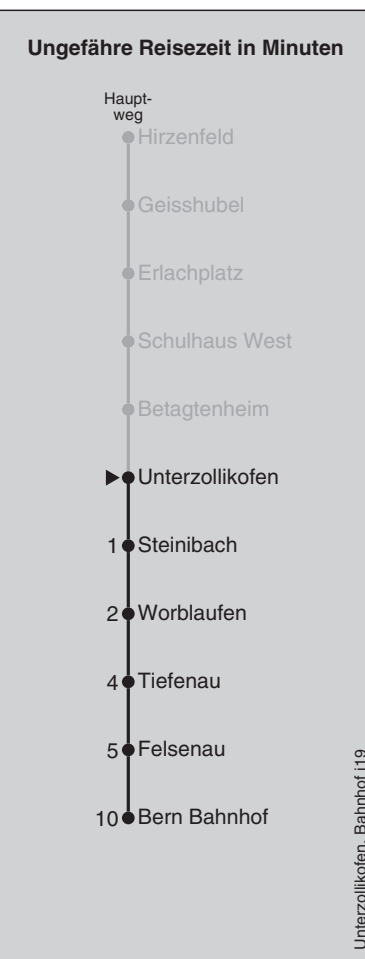 Ungefähre Reisezeit in Minuten
Haupt-
weg
Hirzenfeld
Geisshubel
Erlachplatz
Schulhaus West
Betagtenheim
Unterzollikofen
1 Steinibach
2 Worblaufen
4 Tiefenau
5 Felsenau
10 Bern Bahnhof
Unterzollikofen, Bahnhof j19